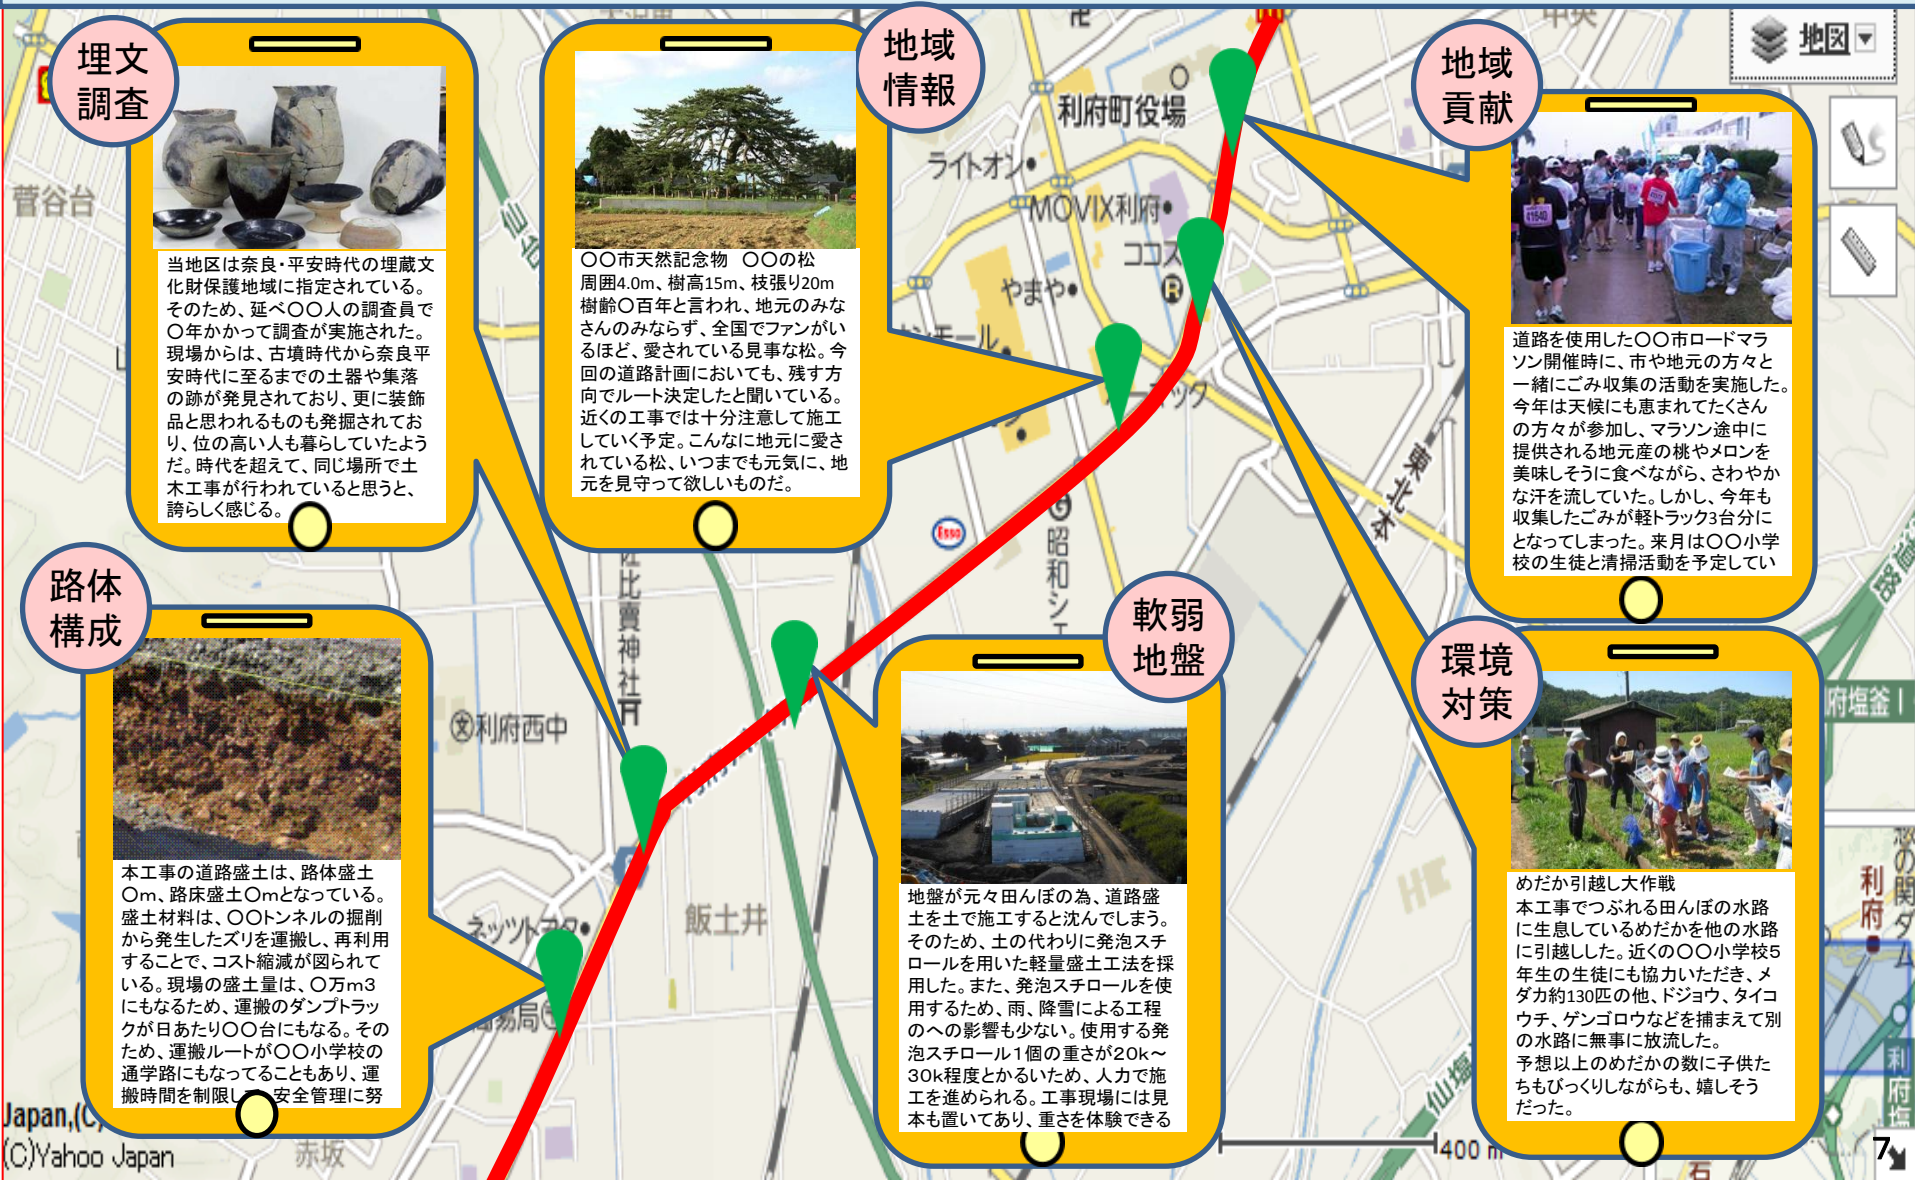 埋文
調査
当地区は奈良・平安時代の埋蔵文
化財保護地域に指定されている。
そのため、延べ〇〇人の調査員で
〇年かかって調査が実施された。
現場からは、古墳時代から奈良平
安時代に至るまでの土器や集落
の跡が発見されており、更に装飾
品と思われるものも発掘されてお
り、位の高い人も暮らしていたよう
だ。時代を超えて、同じ場所で土
木工事が行われていると思うと、
誇らしく感じる。
地域
情報
〇〇市天然記念物　〇〇の松
周囲4.0m、樹高15m、枝張り20m
樹齢〇百年と言われ、地元のみな
さんのみならず、全国でファンがい
るほど、愛されている見事な松。今
回の道路計画においても、残す方
向でルート決定したと聞いている。
近くの工事では十分注意して施工
していく予定。こんなに地元に愛さ
れている松、いつまでも元気に、地
元を見守って欲しいものだ。
地域
貢献
41640
道路を使用した〇〇市ロードマラ
ソン開催時に、市や地元の方々と
一緒にごみ収集の活動を実施した。
今年は天候にも恵まれてたくさん
の方々が参加し、マラソン途中に
提供される地元産の桃やメロンを
美味しそうに食べながら、さわやか
な汗を流していた。しかし、今年も
収集したごみが軽トラック3台分に
となってしまった。来月は〇〇小学
校の生徒と清掃活動を予定してい
路体
構成
本工事の道路盛土は、路体盛土
〇m、路床盛土〇mとなっている。
盛土材料は、〇〇トンネルの掘削
から発生したズリを運搬し、再利用
することで、コスト縮減が図られて
いる。現場の盛土量は、〇万m3
にもなるため、運搬のダンプトラッ
クが日あたり〇〇台にもなる。その
ため、運搬ルートが〇〇小学校の
通学路にもなってることもあり、運
搬時間を制限し 安全管理に努
軟弱
地盤
地盤が元々田んぼの為、道路盛
土を土で施工すると沈んでしまう。
そのため、土の代わりに発泡スチ
ロールを用いた軽量盛土工法を採
用した。また、発泡スチロールを使
用するため、雨、降雪による工程
のへの影響も少ない。使用する発
泡スチロール1個の重さが20k～
30k程度とかるいため、人力で施
工を進められる。工事現場には見
本も置いてあり、重さを体験できる
環境
対策
めだか引越し大作戦
本工事でつぶれる田んぼの水路
に生息しているめだかを他の水路
に引越しした。近くの〇〇小学校5
年生の生徒にも協力いただき、メ
ダカ約130匹の他、ドジョウ、タイコ
ウチ、ゲンゴロウなどを捕まえて別
の水路に無事に放流した。
予想以上のめだかの数に子供た
ちもびっくりしながらも、嬉しそう
だった。
地図
中央
利府町役場
ライトオン
MOVIX利府
ココス
R
やまや
菅谷台
東北本
Esso
昭和シェ
比賣神社
文利府西中
ネッツトヨタ
飯土井
赤坂
道路
府塩釜I
利府
仙塩
利府塩
石
400 m
Japan,(C)
(C)Yahoo Japan
7